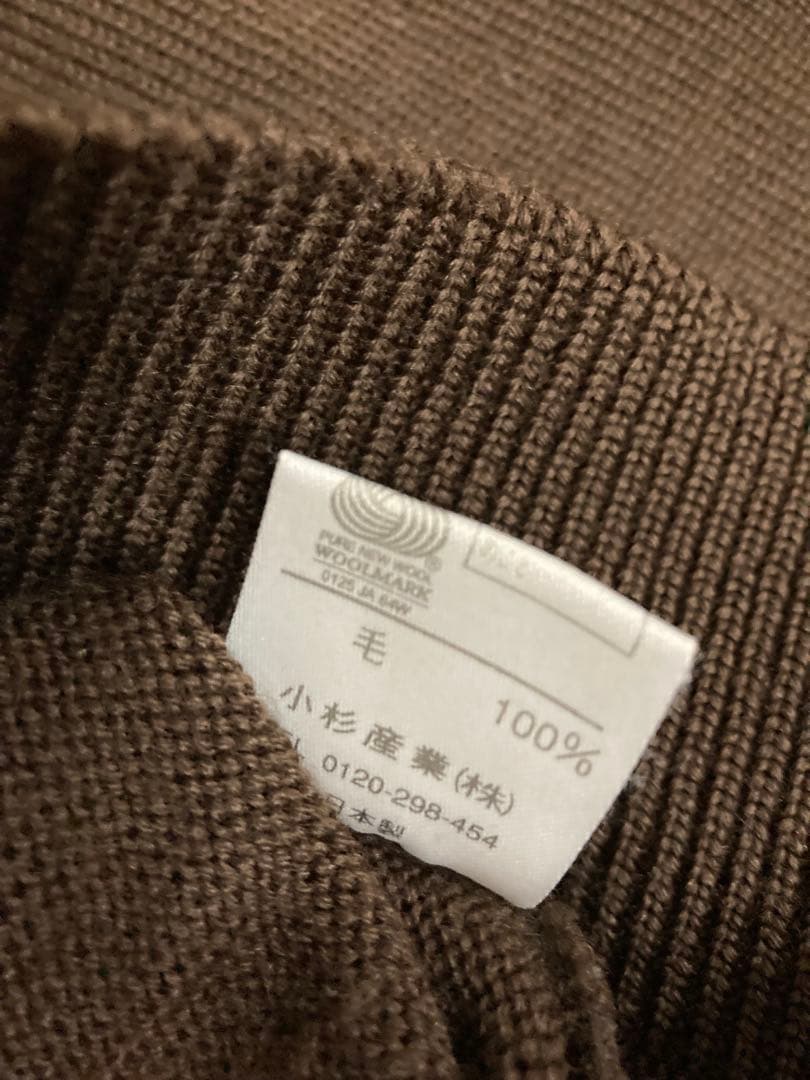 PURE NEW WOOL
WOOLMARK®
0125 JA 64W
毛
100%
小杉産業(株)
0120-298-454
日本製